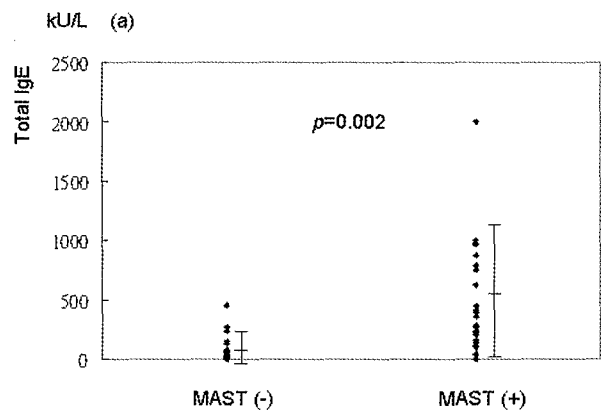 kU/L (a)
Total IgE
2500
2000
1500
1000
500
0
p=0.002
MAST (-)
MAST (+)